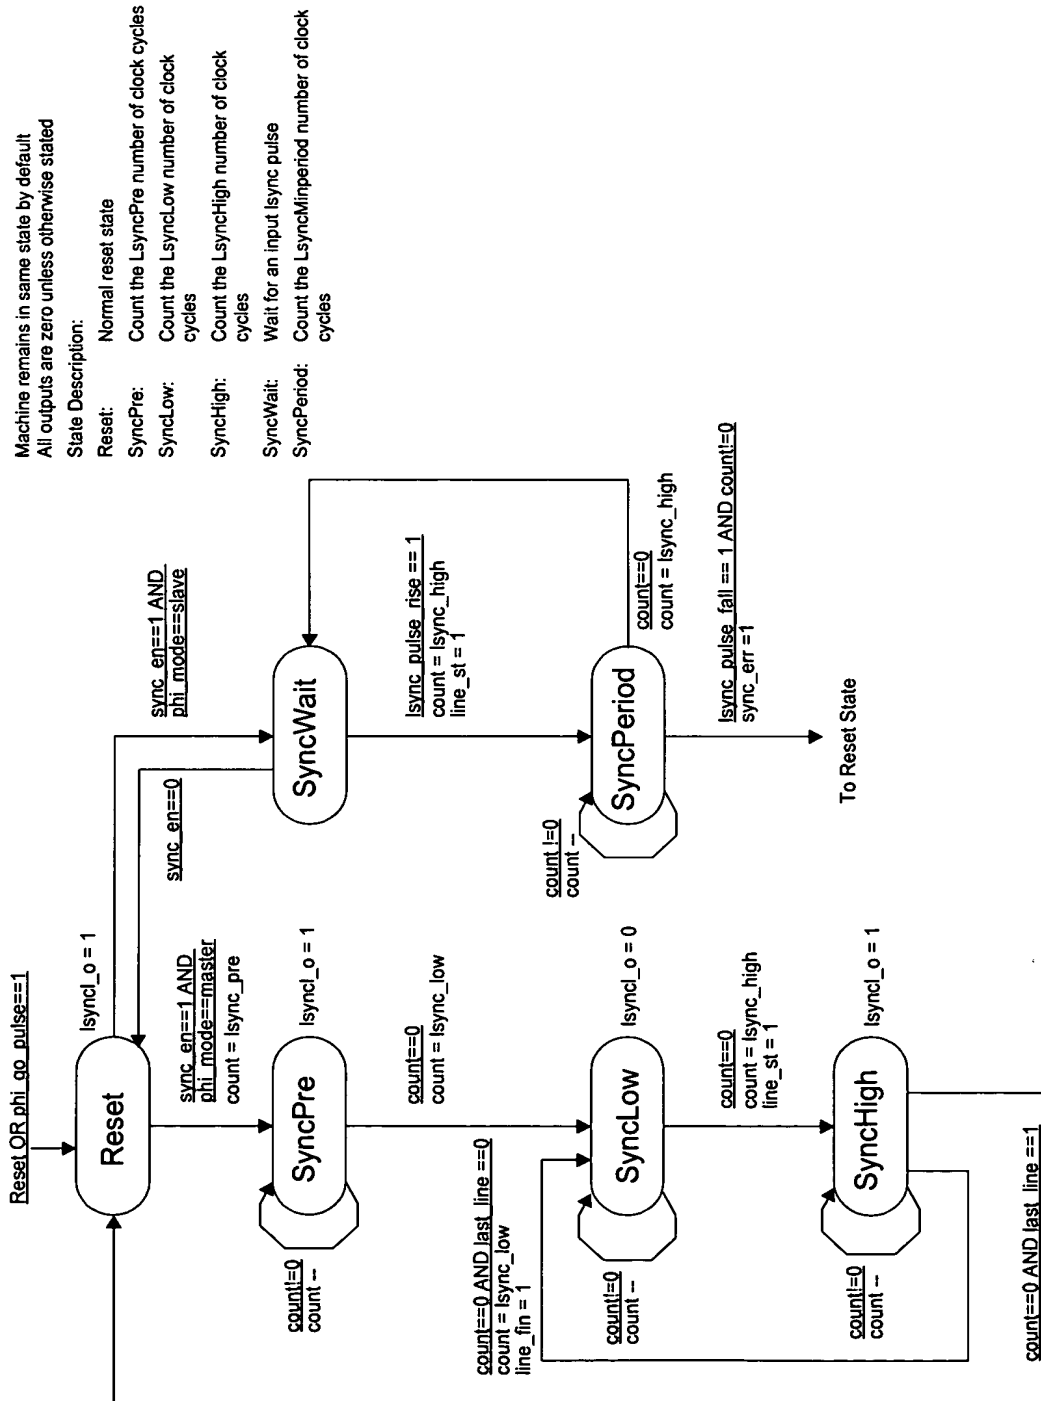 Machine remains in same state by default
All outputs are zero unless otherwise stated
State Description:
Reset: Normal reset state
SyncPre: Count the LsyncPre number of clock cycles
SyncLow: Count the LsyncLow number of clock
cycles
SyncHigh: Count the LsyncHigh number of clock
cycles
SyncWait: Wait for an input lsync pulse
SyncPeriod: Count the LsyncMinperiod number of clock
cycles
Reset OR phi_go_pulse==1
Reset
lsyncl_o = 1
sync_en==1 AND
phi_mode==slave
sync_en==0
SyncWait
sync_en==1 AND
phi_mode==master
count = lsync_pre
SyncPre
lsyncl_o = 1
count!=0
count --
count==0
count = lsync_low
lsync_pulse_rise == 1
count = lsync_high
line_st = 1
SyncPeriod
count !=0
count --
count==0
count = lsync_high
lsync_pulse_fall == 1 AND count!=0
sync_err =1
To Reset State
count==0 AND last_line ==0
count = lsync_low
line_fin = 1
SyncLow
lsyncl_o = 0
count!=0
count --
count==0
count = lsync_high
line_st = 1
SyncHigh
lsyncl_o = 1
count!=0
count --
count==0 AND last_line ==1